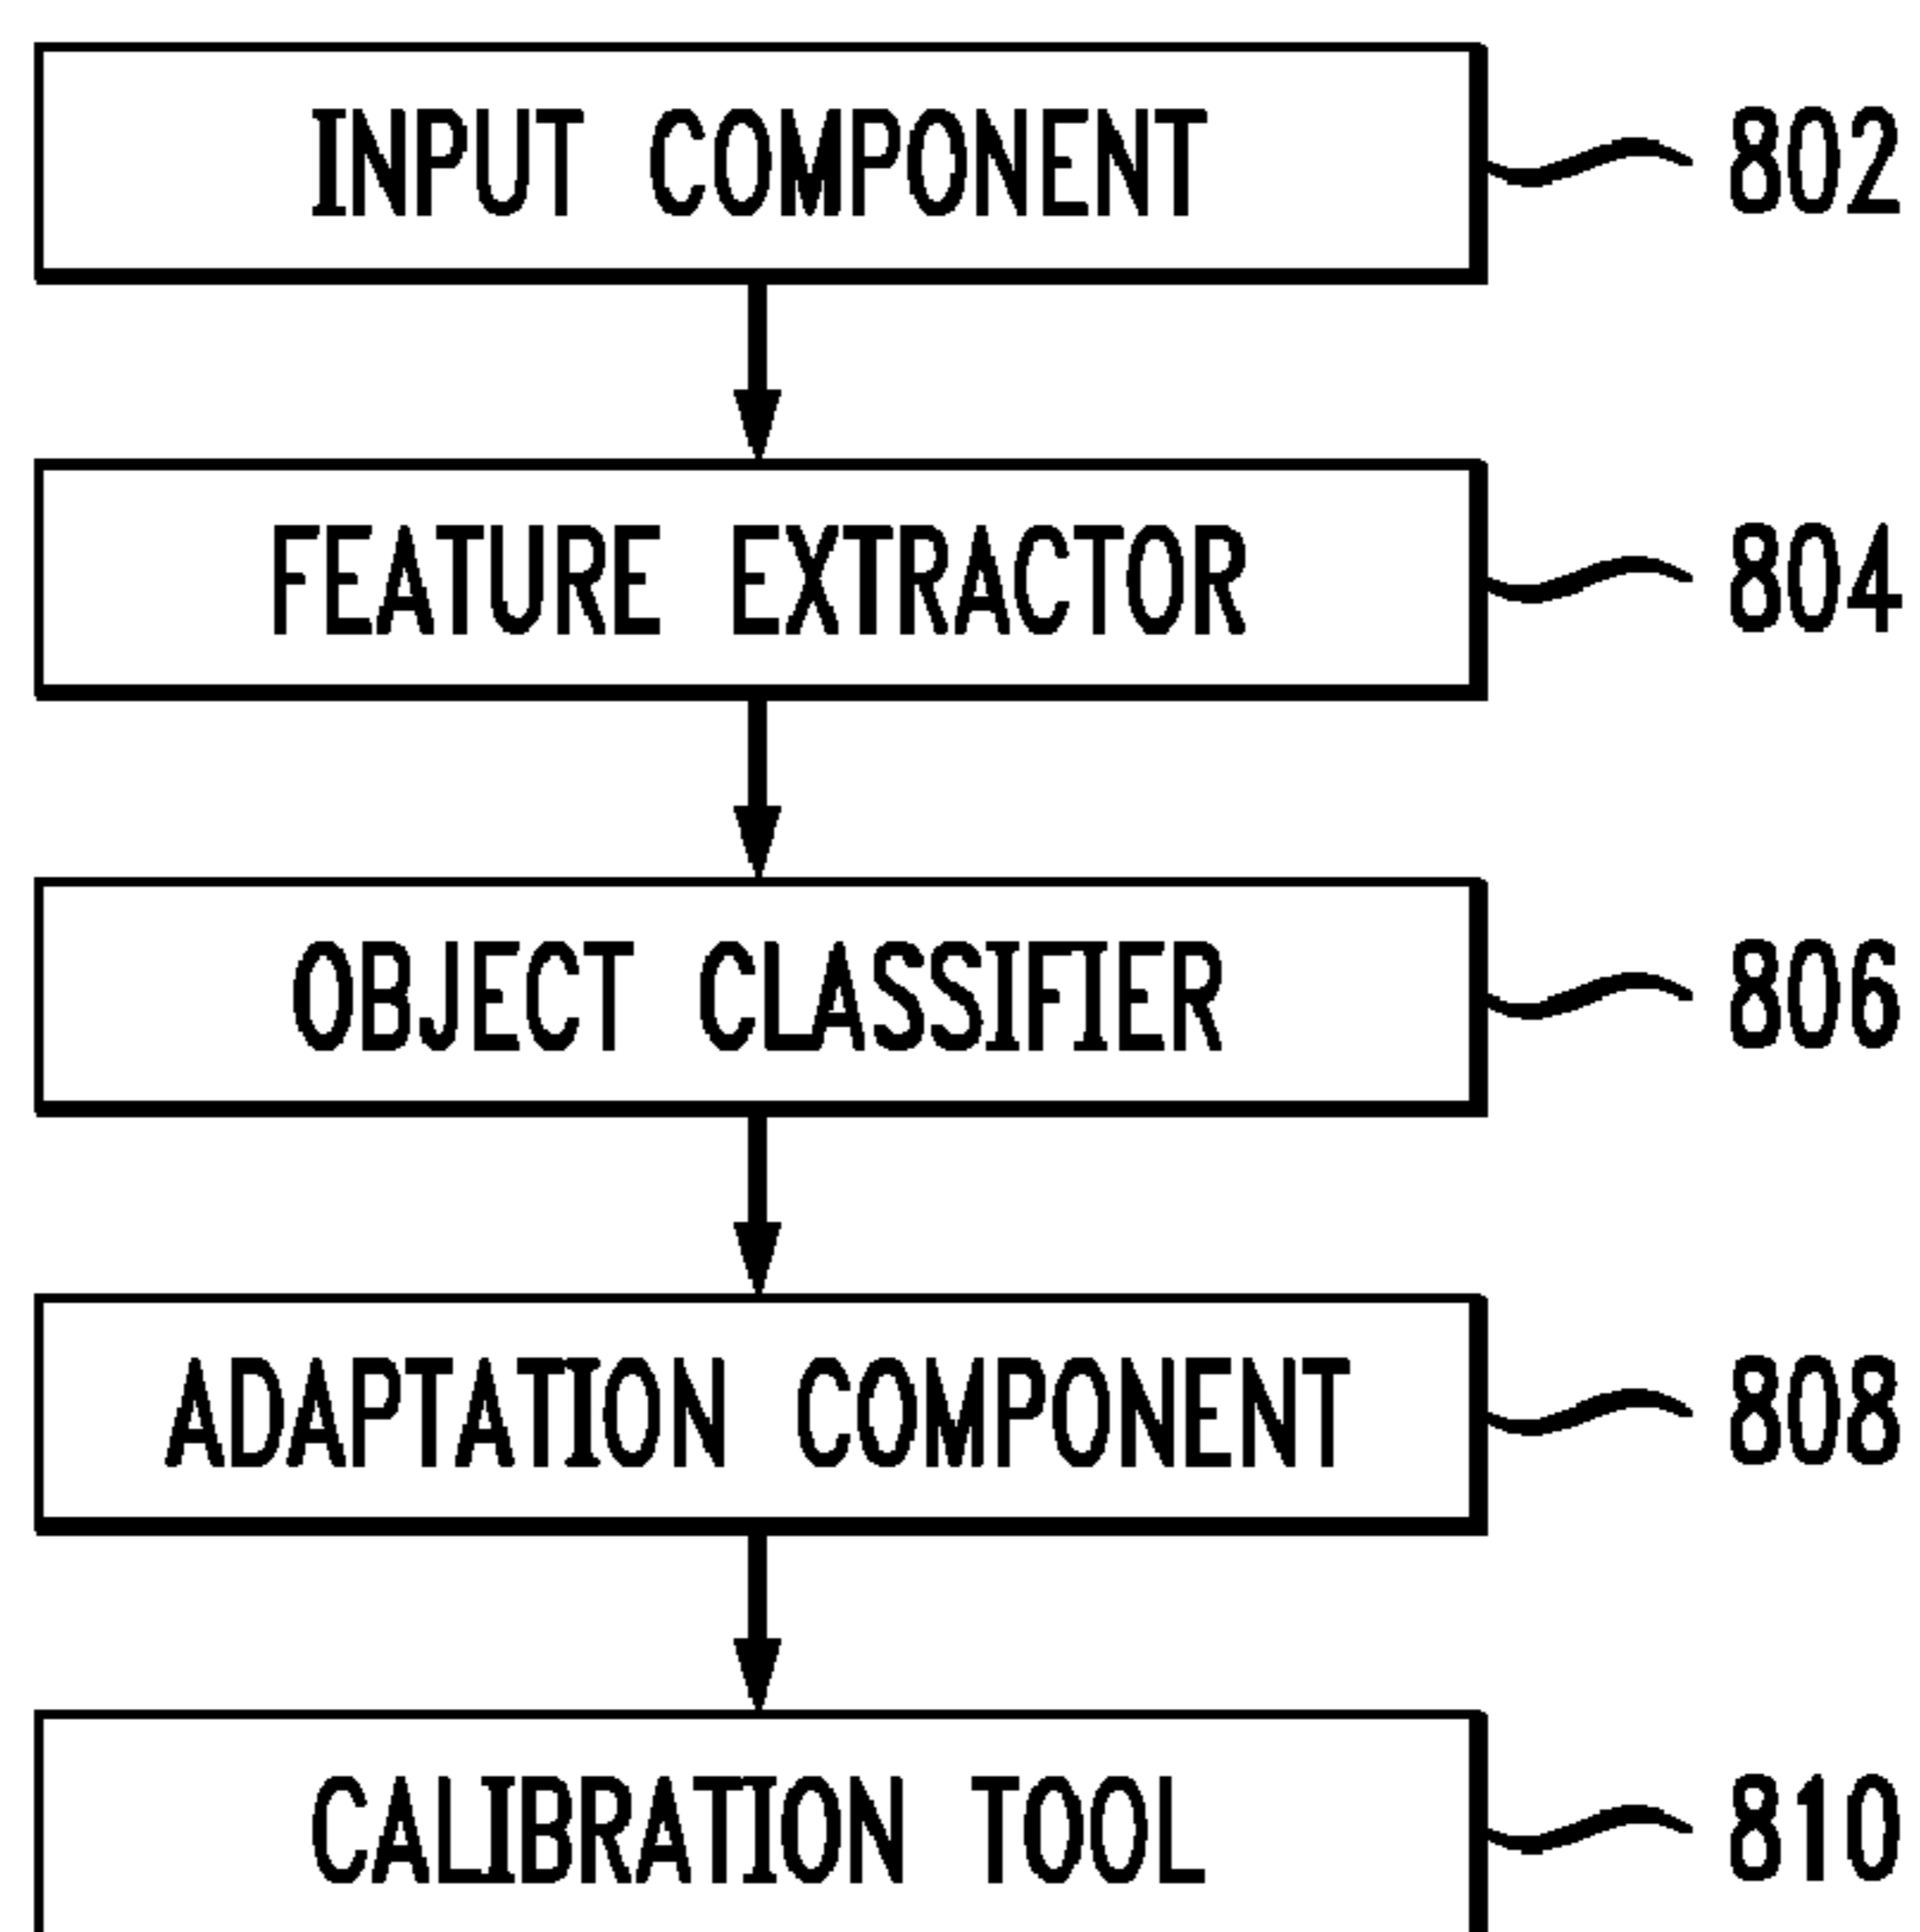 INPUT COMPONENT 802
FEATURE EXTRACTOR 804
OBJECT CLASSIFIER 806
ADAPTATION COMPONENT 808
CALIBRATION TOOL 810